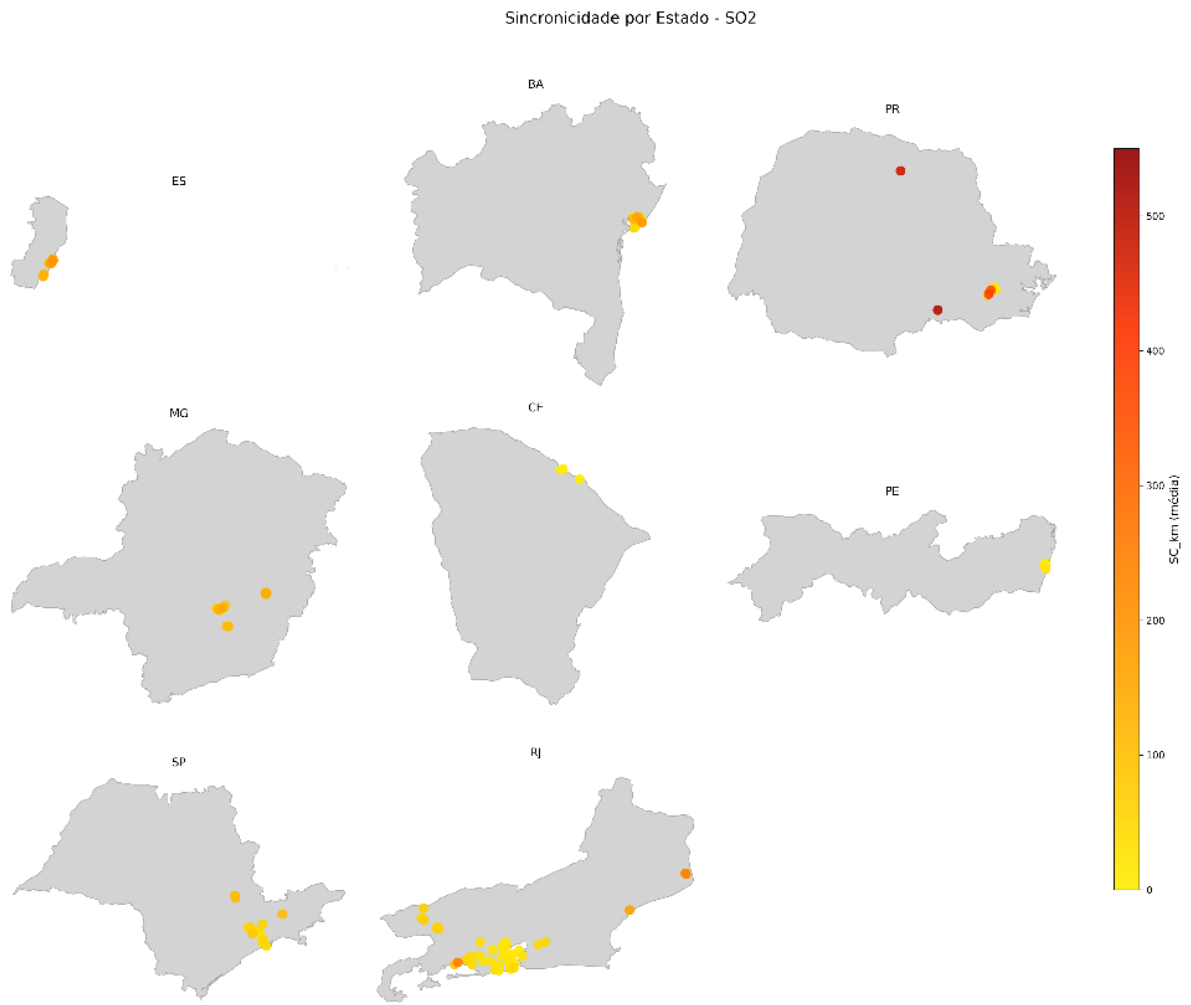 Sincronicidade por Estado - SO2
BA
PR
ES
500
400
MG
CE
300
PE
SC_km (média)
200
100
SP
RJ
0